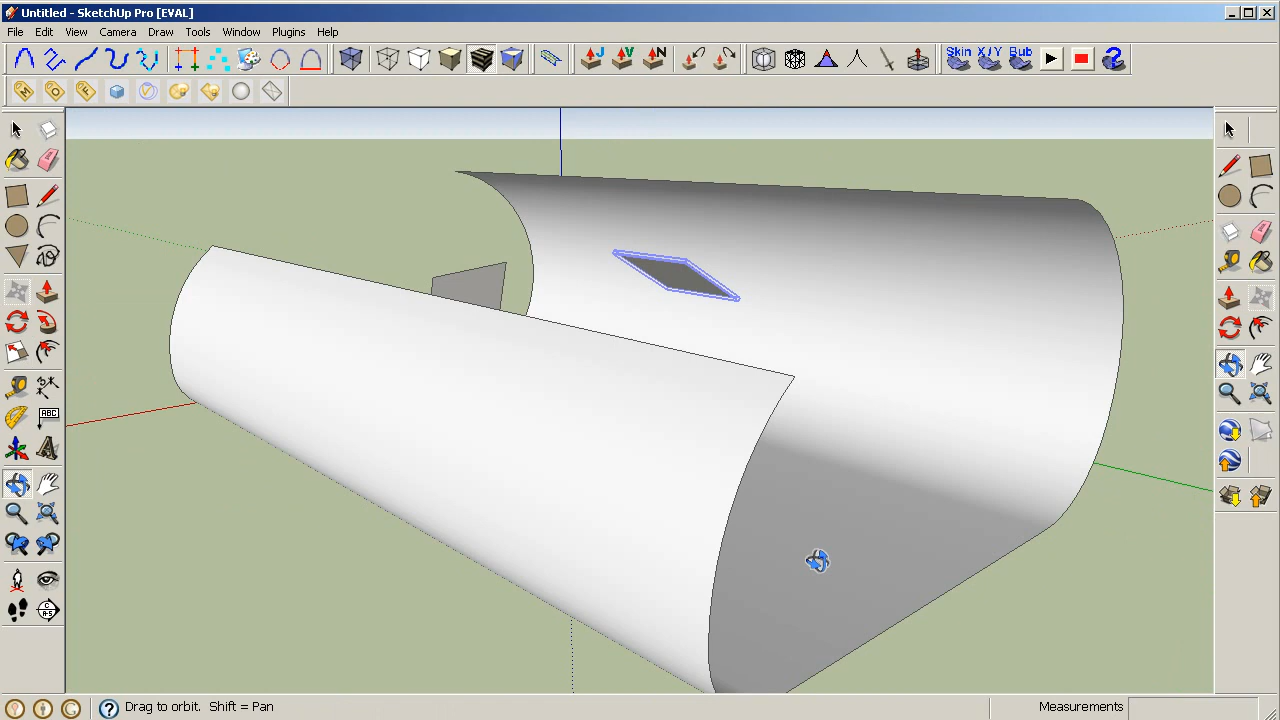 Untitled - SketchUp Pro [EVAL]
File Edit View Camera Draw Tools Window Plugins Help
J V N Skin X/Y Bub ?
M O F
ABC
A
C
A-5
Drag to orbit. Shift = Pan Measurements